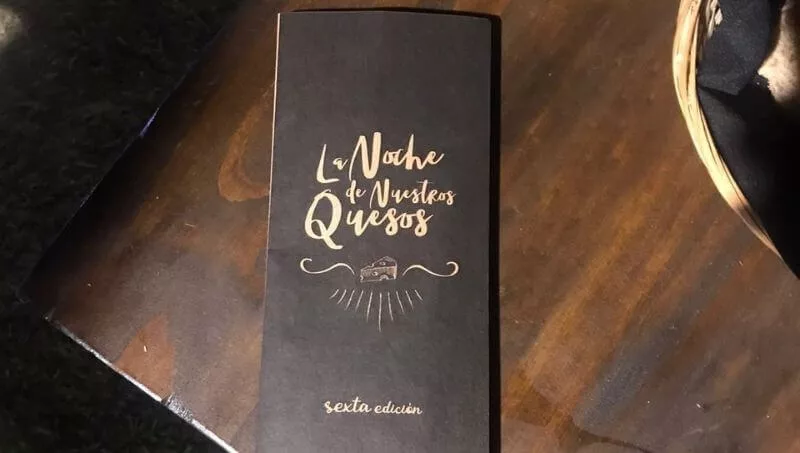 La Noche
de Nuestros
Quesos
sexta edición